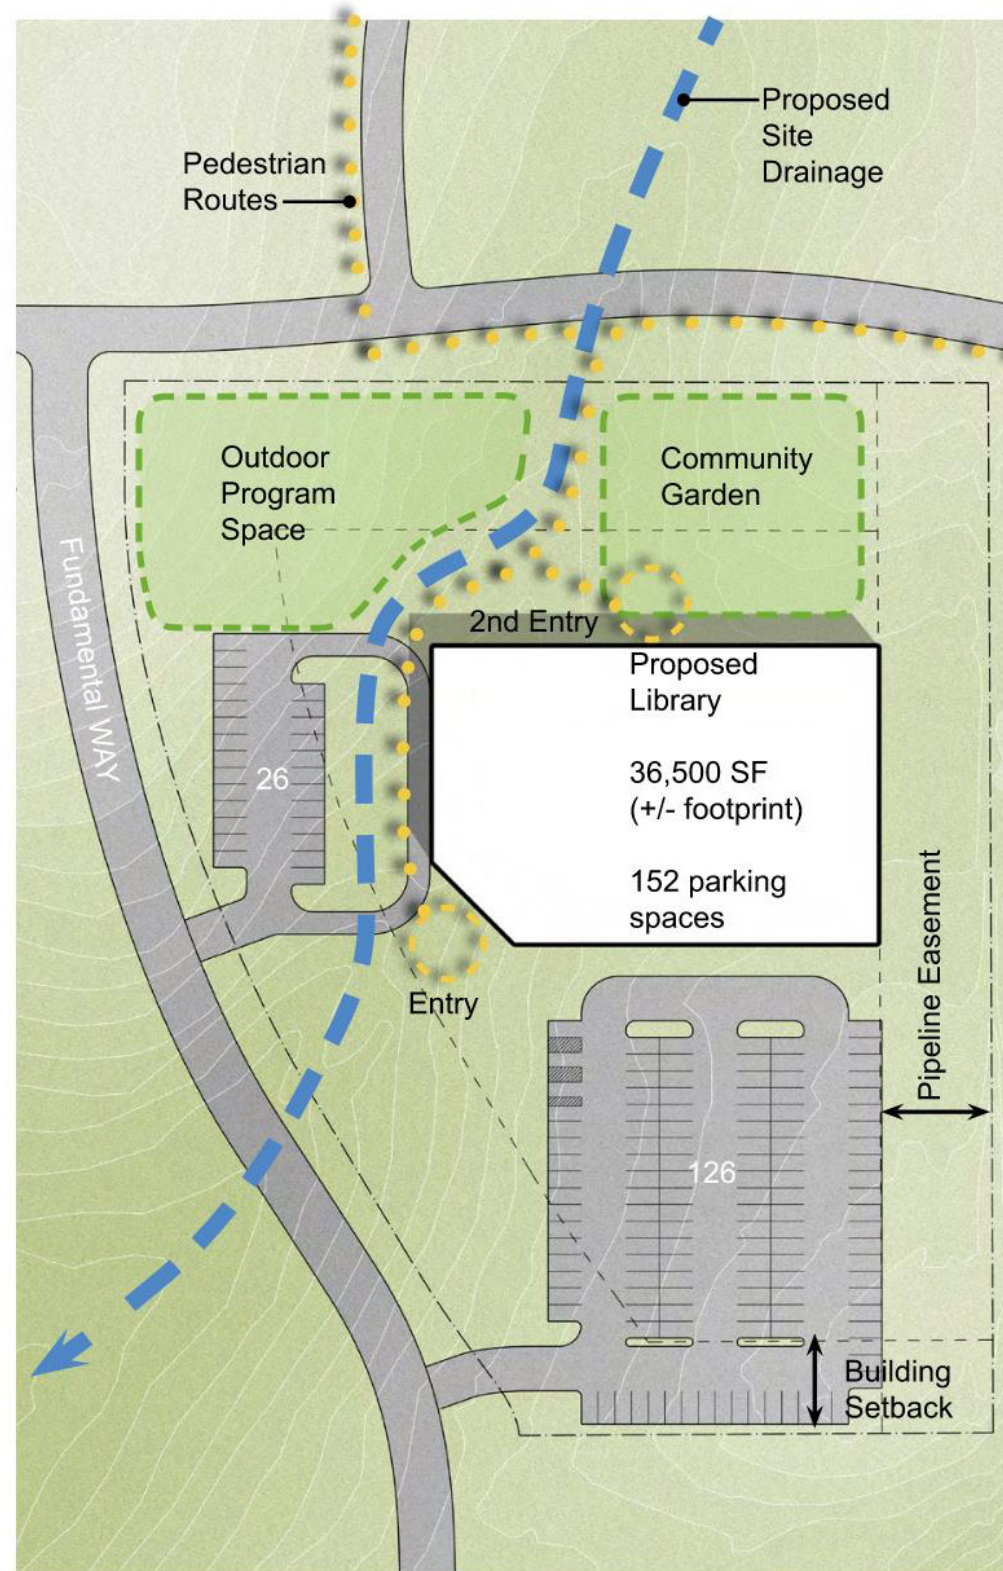 Proposed
Site
Drainage
Pedestrian
Routes
Outdoor
Program
Space
Community
Garden
Fundamental WAY
2nd Entry
Proposed
Library
36,500 SF
(+/- footprint)
152 parking
spaces
26
Entry
Pipeline Easement
126
Building
Setback